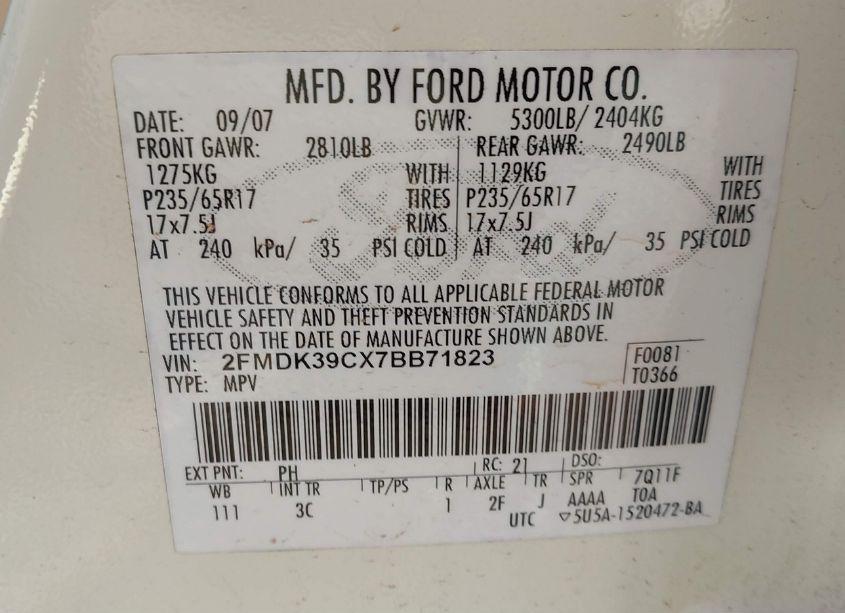 MFD. BY FORD MOTOR CO.
DATE: 09/07 GVWR: 5300LB/ 2404KG
FRONT GAWR: 2810LB REAR GAWR: 2490LB
1275KG WITH 1129KG WITH
P235/65R17 TIRES P235/65R17 TIRES
17x7.5J RIMS 17x7.5J RIMS
AT 240 kPa/ 35 PSI COLD AT 240 kPa/ 35 PSI COLD
THIS VEHICLE CONFORMS TO ALL APPLICABLE FEDERAL MOTOR
VEHICLE SAFETY AND THEFT PREVENTION STANDARDS IN
EFFECT ON THE DATE OF MANUFACTURE SHOWN ABOVE.
VIN: 2FMDK39CX7BB71823 F0081
TYPE: MPV T0366
EXT PNT: PH RC: 21 DSO:
WB INT TR TP/PS R AXLE TR SPR 7Q11F
111 3C 1 2F J AAAA TOA
UTC ▽5U5A-1520472-BA